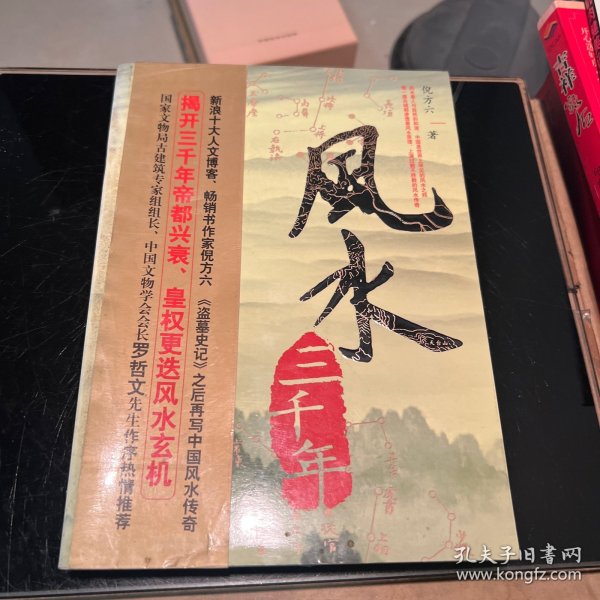 风水
三千年
倪方六 著
新浪十大人文博客、畅销书作家倪方六《盗墓史记》之后再写中国风水传奇
揭开三千年帝都兴衰、皇权更迭风水玄机
国家文物局古建筑专家组组长、中国文物学会会长罗哲文先生作序热情推荐
孔夫子旧书网
www.kongfz.com